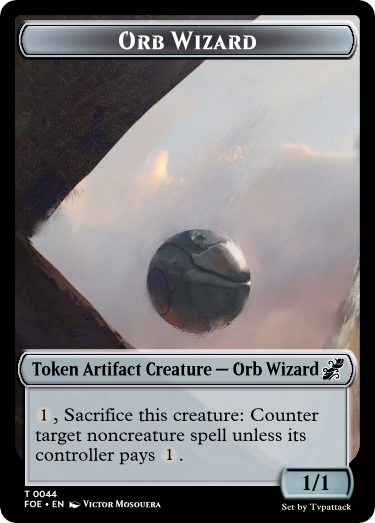 Orb Wizard
Token Artifact Creature — Orb Wizard
1, Sacrifice this creature: Counter
target noncreature spell unless its
controller pays 1.
1/1
T 0044
FOE • EN Victor Mosquera
Set by Tvpattack